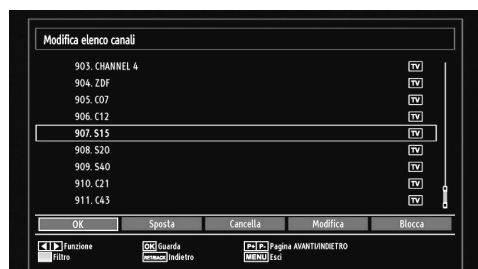 Modifica elenco canali
903. CHANNEL 4 TV
904. ZDF TV
905. C07 TV
906. C12 TV
907. S15 TV
908. S20 TV
909. S40 TV
910. C21 TV
911. C43 TV
OK Sposta Cancella Modifica Blocca
Funzione OK Guarda P+ P- Pagina AVANTI/INDIETRO
Filtro RET/BACK Indietro MENU Esci